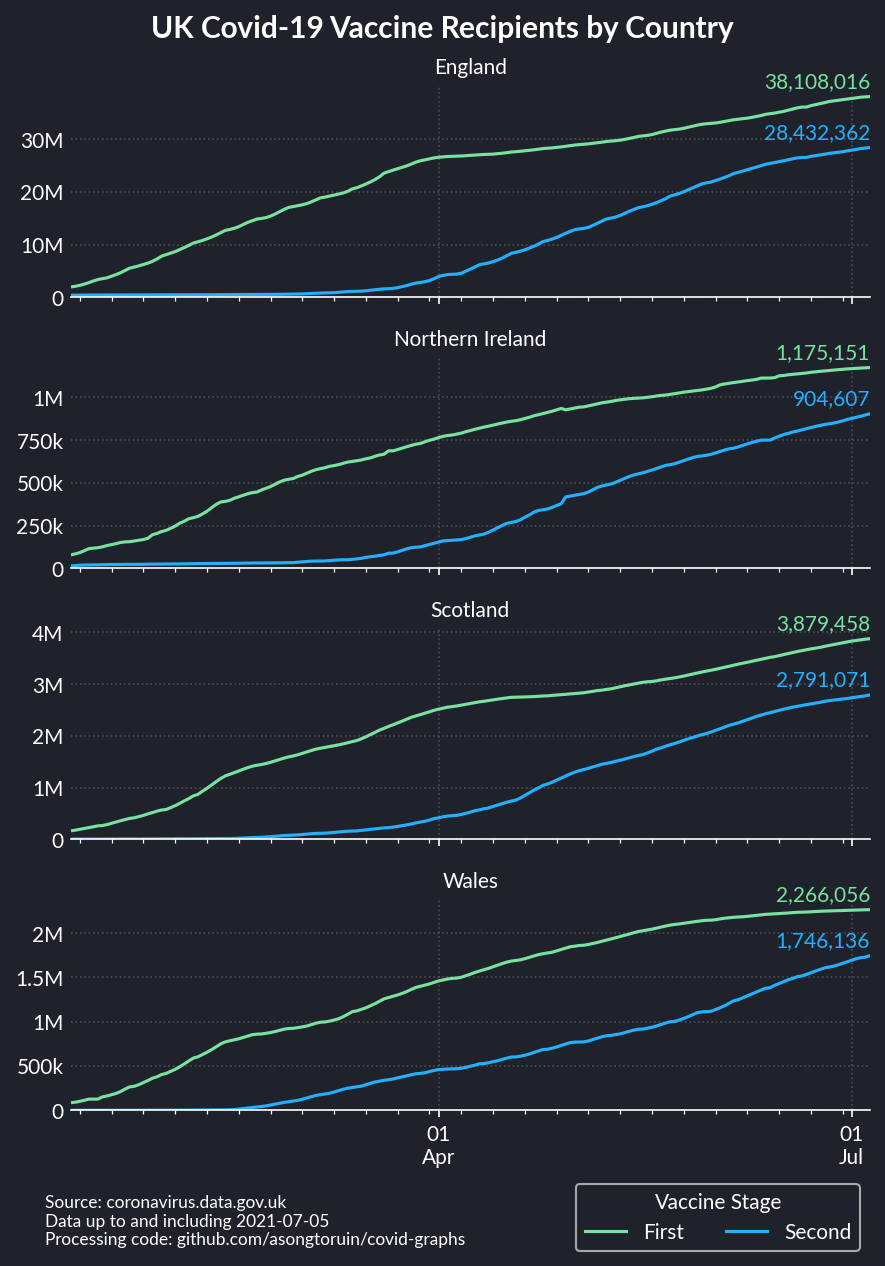 UK Covid-19 Vaccine Recipients by Country
England
38,108,016
28,432,362
30M
20M
10M
0
Northern Ireland
1,175,151
904,607
1M
750k
500k
250k
0
Scotland
3,879,458
2,791,071
4M
3M
2M
1M
0
Wales
2,266,056
1,746,136
2M
1.5M
1M
500k
0
01
Apr
01
Jul
Source: coronavirus.data.gov.uk
Data up to and including 2021-07-05
Processing code: github.com/asongtoruin/covid-graphs
Vaccine Stage
First
Second